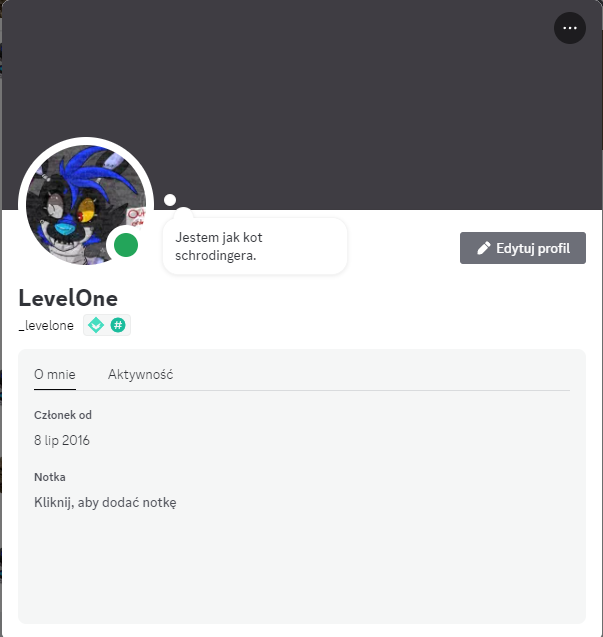 Jestem jak kot
schrodingera.
Edytuj profil
LevelOne
_levelone
O mnie Aktywność
Członek od
8 lip 2016
Notka
Kliknij, aby dodać notkę